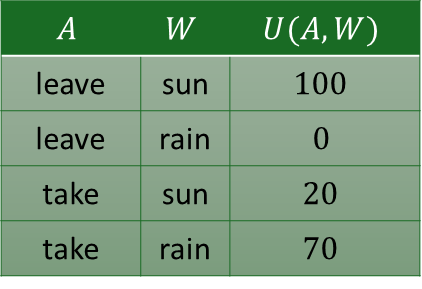 A W U(A,W)
leave sun 100
leave rain 0
take sun 20
take rain 70